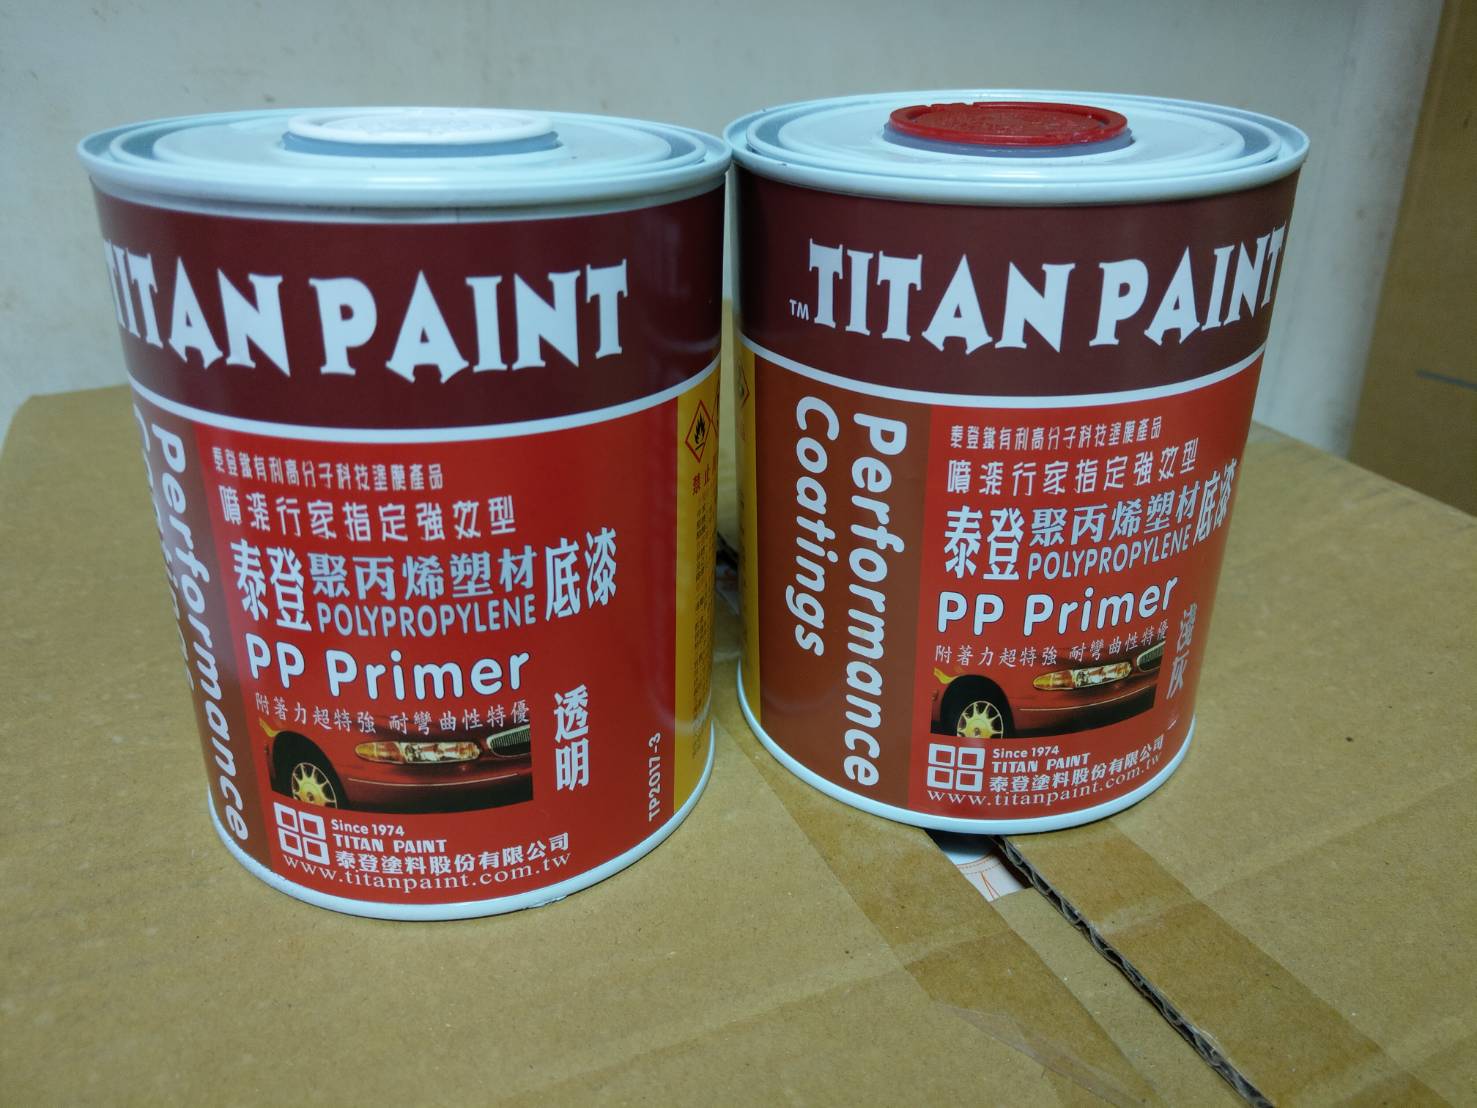 TITAN PAINT
Performance
Coatings
泰登鐵有利高分子科技塗膜產品
噴漆行家指定強效型
泰登聚丙烯塑材底漆
POLYPROPYLENE
PP Primer
附著力超特強 耐彎曲性特優
透明
TP2017-3
Since 1974
TITAN PAINT
泰登塗料股份有限公司
www.titanpaint.com.tw
禁止
TM TITAN PAINT
Performance
Coatings
泰登鐵有利高分子科技塗膜產品
噴漆行家指定強效型
泰登聚丙烯塑材底漆
POLYPROPYLENE
PP Primer
附著力超特強 耐彎曲性特優
淺灰
Since 1974
TITAN PAINT
泰登塗料股份有限公司
www.titanpaint.com.tw